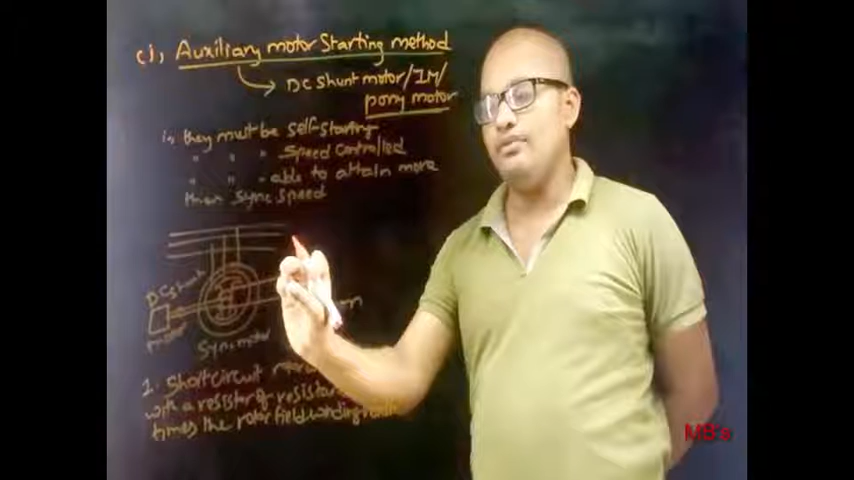 (i), Auxiliary motor Starting method
DC shunt motor/IM/
pony motor
1, they must be self-starting
" " " Speed controlled
" " " able to attain more
than sync speed
DC shunt
motor
Sync motor
1. Short circuit
with a resistor of
times the rotor field winding
MB's